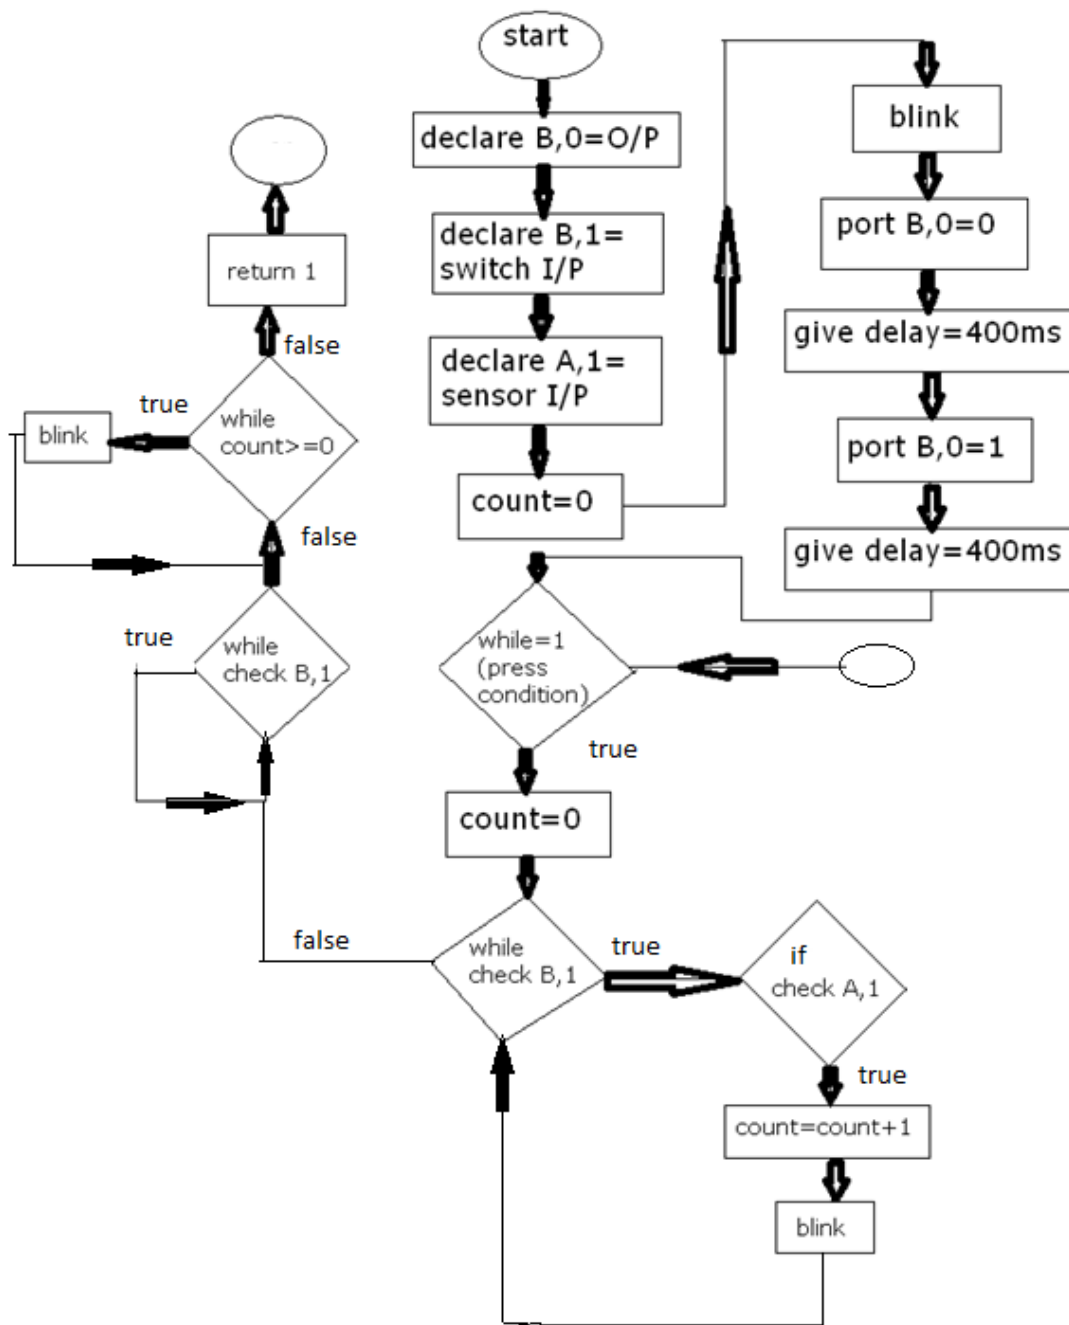 start
declare B,0=O/P
declare B,1=
switch I/P
declare A,1=
sensor I/P
count=0
blink
port B,0=0
give delay=400ms
port B,0=1
give delay=400ms
while=1
(press
condition)
true
count=0
while
check B,1
true
false
if
check A,1
true
count=count+1
blink
while
check B,1
true
false
while
count>=0
true
blink
false
return 1